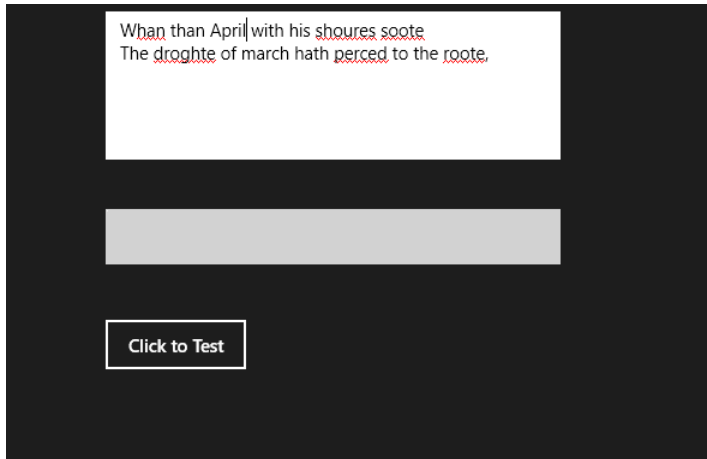 Whan than April with his shoures soote
The droghte of march hath perced to the roote,
Click to Test